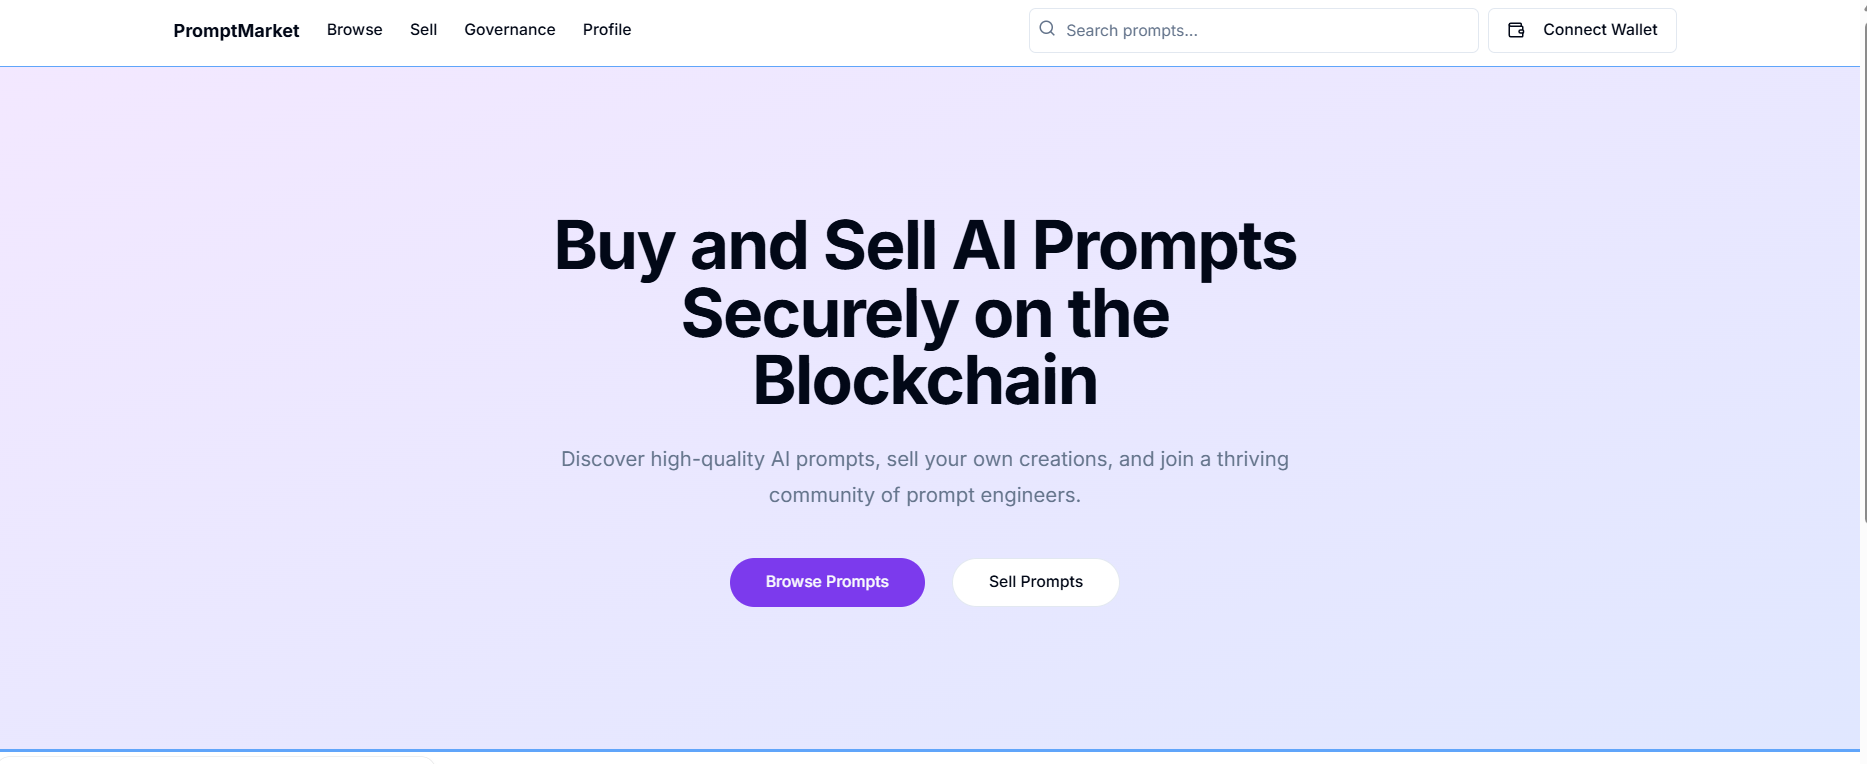 PromptMarket Browse Sell Governance Profile Search prompts... Connect Wallet
Buy and Sell AI Prompts
Securely on the
Blockchain
Discover high-quality AI prompts, sell your own creations, and join a thriving
community of prompt engineers.
Browse Prompts Sell Prompts